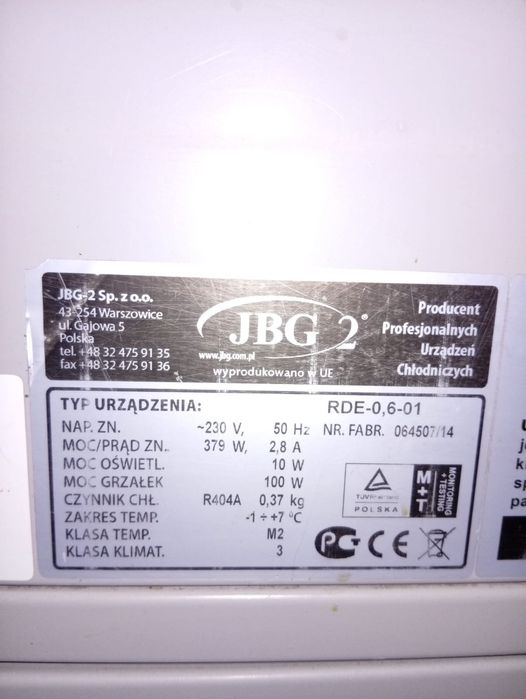 JBG-2 Sp. z o.o.
43-254 Warszowice
ul. Gajowa 5
Polska
tel. +48 32 475 91 35
fax +48 32 475 91 36
JBG 2®
www.jbg.com.pl
wyprodukowano w UE
Producent
Profesjonalnych
Urządzeń
Chłodniczych
TYP URZĄDZENIA: RDE-0,6-01
NAP. ZN. ~230 V, 50 Hz NR. FABR. 064507/14
MOC/PRĄD ZN.. 379 W, 2,8 A
MOC OŚWIETL. 10 W
MOC GRZAŁEK 100 W
CZYNNIK CHŁ. R404A 0,37 kg
ZAKRES TEMP. -1 ÷ +7 °C
KLASA TEMP. M2
KLASA KLIMAT. 3
POLSKA
M+T
MONITORING
+ TESTING
PCT CE